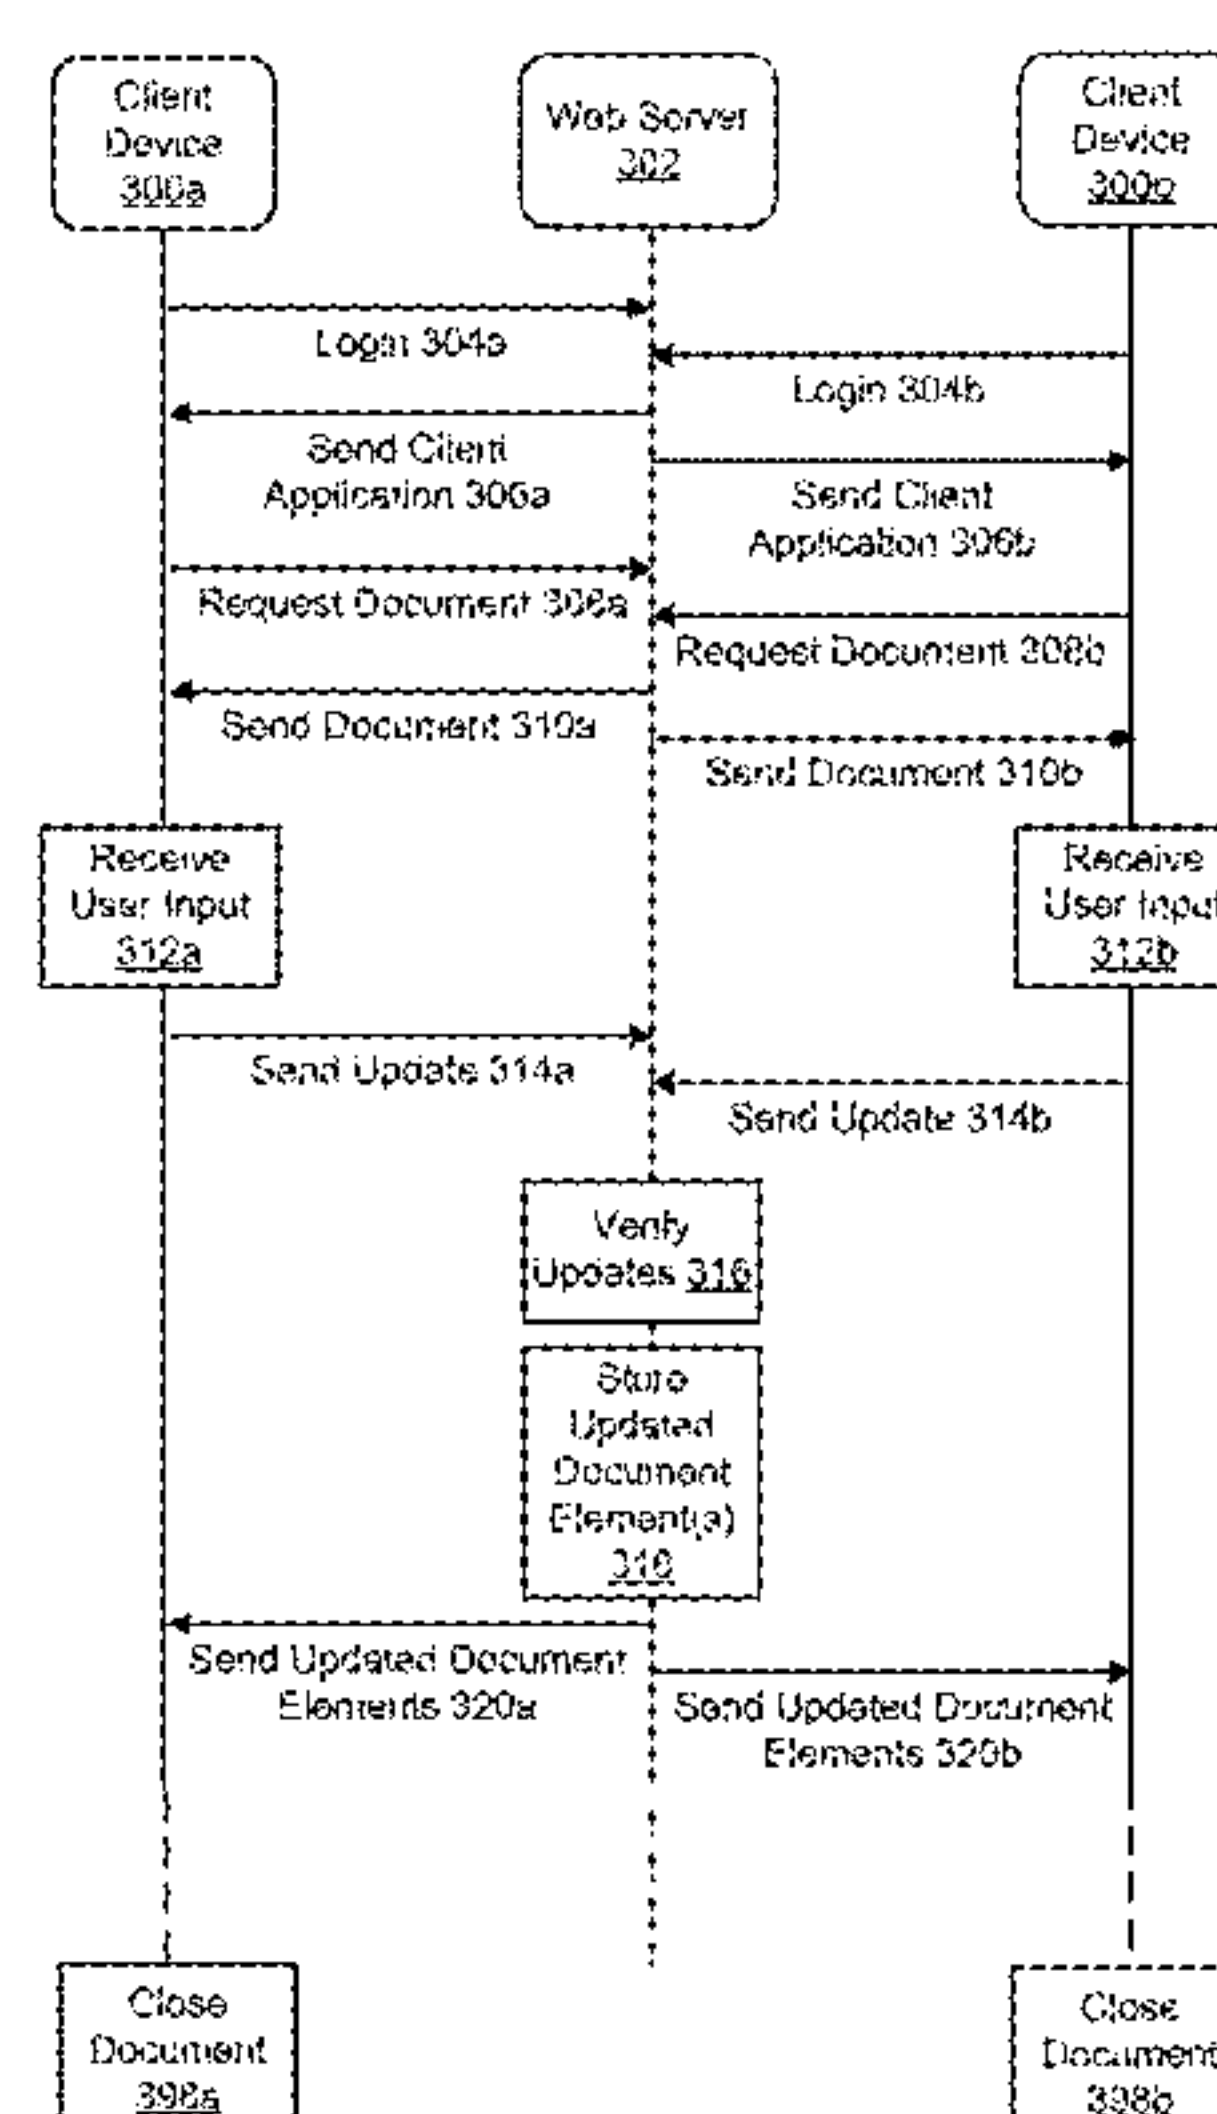 Client
Device
300a
Web Server
302
Client
Device
300b
Login 304a
Login 304b
Send Client
Application 306a
Send Client
Application 306b
Request Document 308a
Request Document 308b
Send Document 310a
Send Document 310b
Receive
User Input
312a
Receive
User Input
312b
Send Update 314a
Send Update 314b
Verify
Updates 316
Store
Updated
Document
Element(s)
318
Send Updated Document
Elements 320a
Send Updated Document
Elements 320b
Close
Document
398a
Close
Document
398b